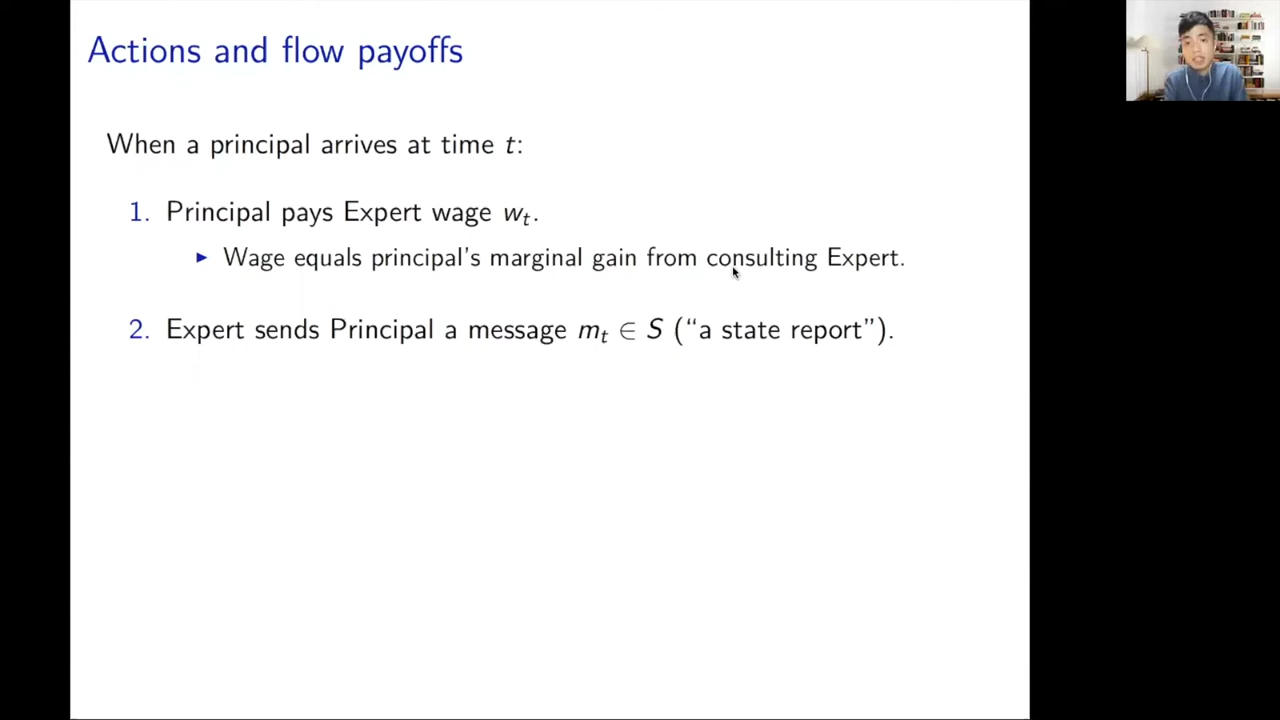 Actions and flow payoffs
When a principal arrives at time t:
1. Principal pays Expert wage wₜ.
▶ Wage equals principal's marginal gain from consulting Expert.
2. Expert sends Principal a message mₜ ∈ S (“a state report”).